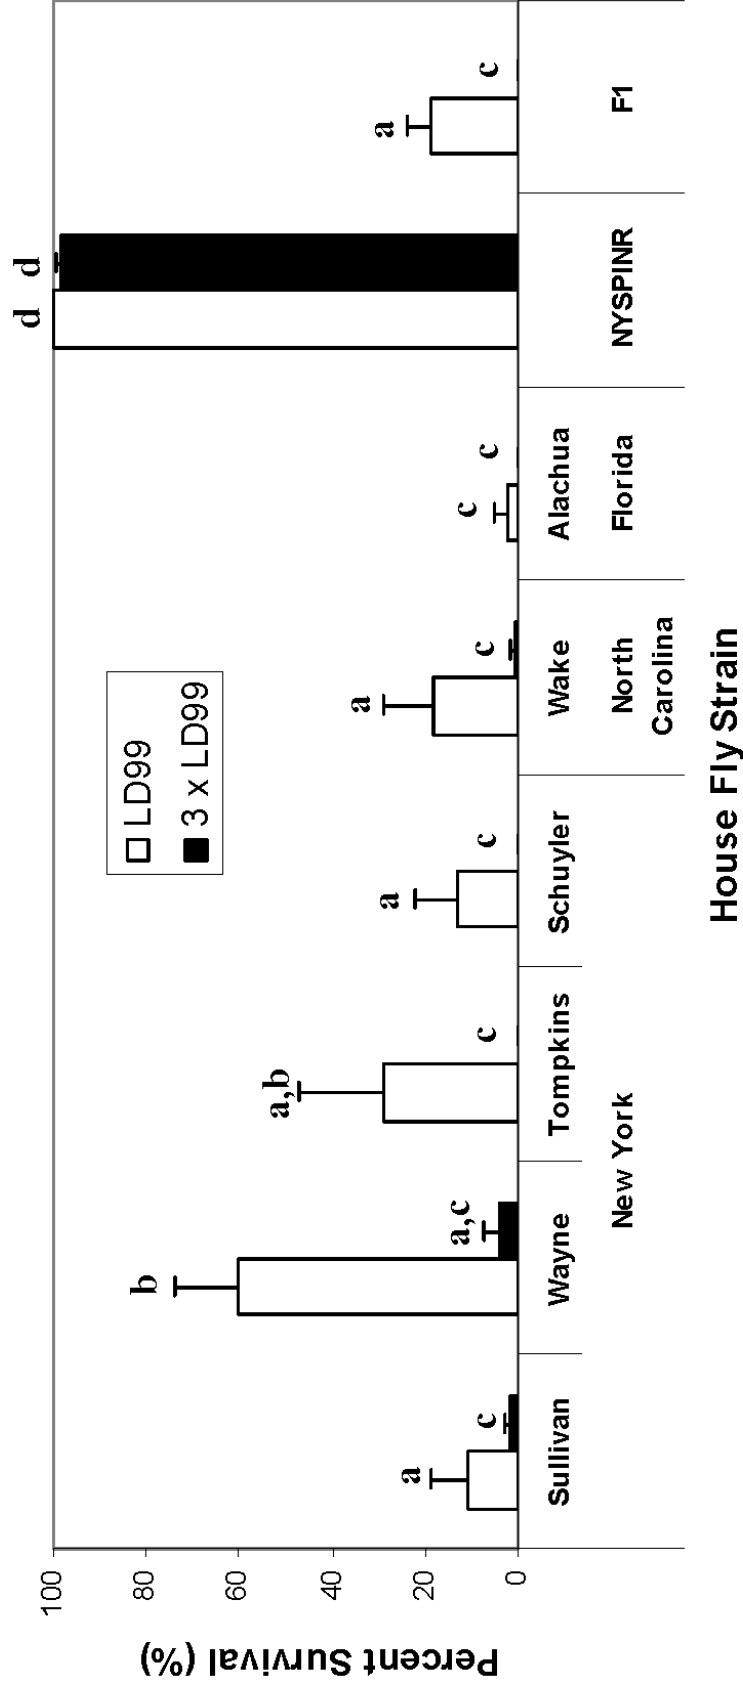 Percent Survival (%)
100
80
60
40
20
0
LD99
3 x LD99
a
c
b
a,c
a,b
c
a
c
a
c
c
c
d
d
a
c
Sullivan
Wayne
Tompkins
Schuyler
Wake
Alachua
NYSPINR
F1
New York
North
Carolina
Florida
House Fly Strain